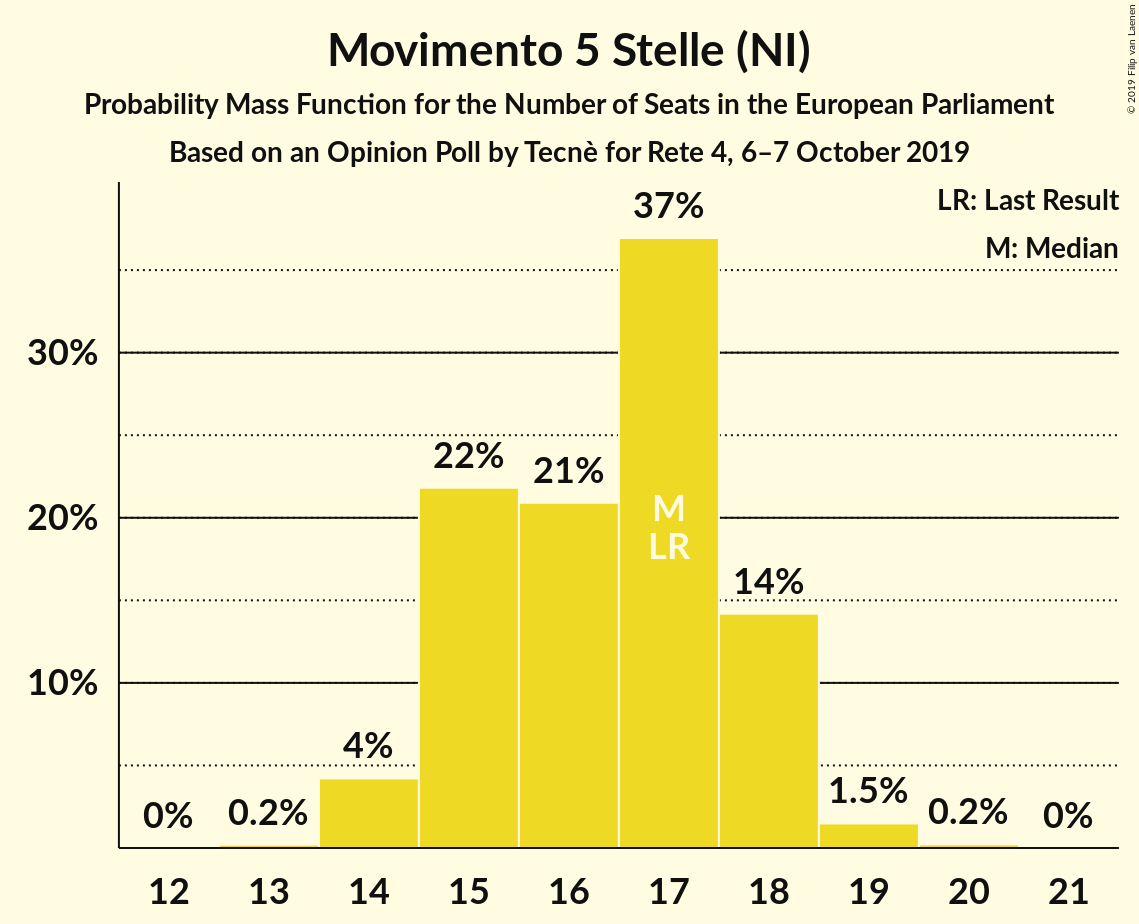 Movimento 5 Stelle (NI)
Probability Mass Function for the Number of Seats in the European Parliament
Based on an Opinion Poll by Tecnè for Rete 4, 6–7 October 2019
© 2019 Filip van Laenen
LR: Last Result
M: Median
37%
30%
22%
21%
M
LR
20%
14%
10%
4%
1.5%
0%
0.2%
0.2%
0%
12 13 14 15 16 17 18 19 20 21